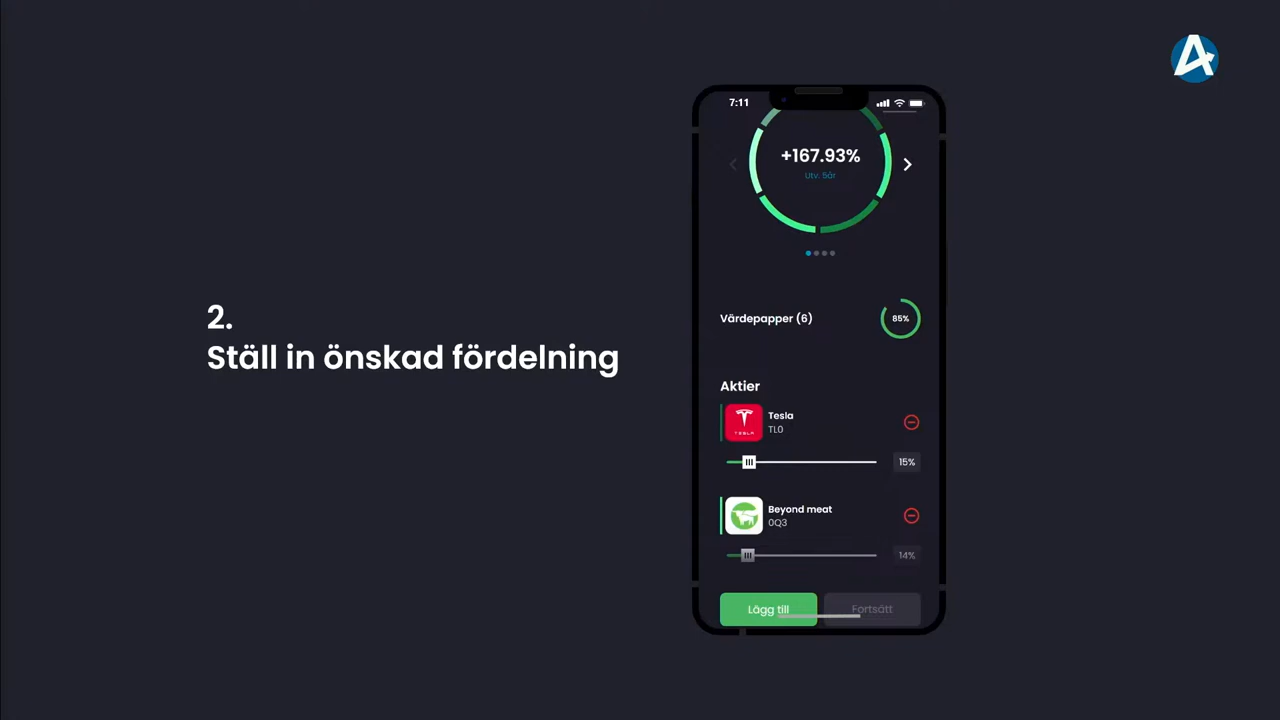 2.
Ställ in önskad fördelning
7:11
+167.93%
Utv. 5år
Värdepapper (6)
85%
Aktier
TESLA
Tesla
TL0
15%
Beyond meat
0Q3
14%
Lägg till
Fortsätt